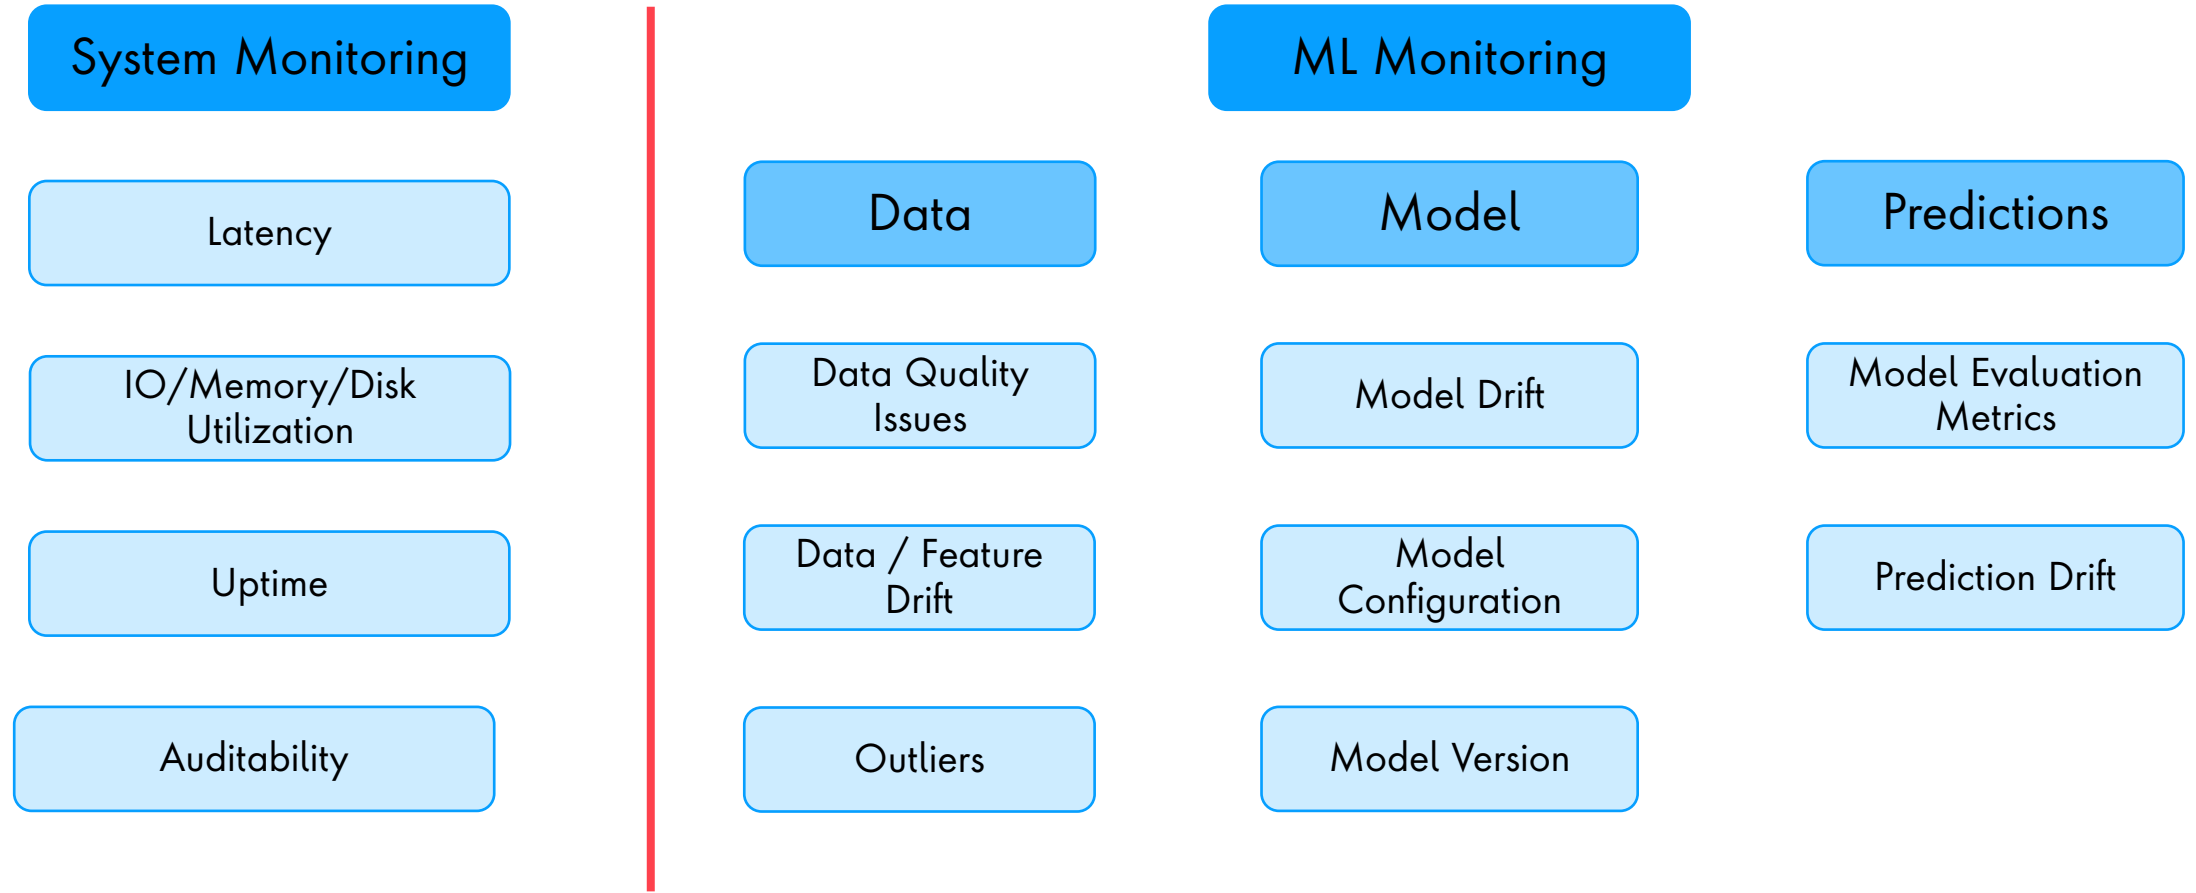 System Monitoring
Latency
IO/Memory/Disk
Utilization
Uptime
Auditability
ML Monitoring
Data
Data Quality
Issues
Data / Feature
Drift
Outliers
Model
Model Drift
Model
Configuration
Model Version
Predictions
Model Evaluation
Metrics
Prediction Drift